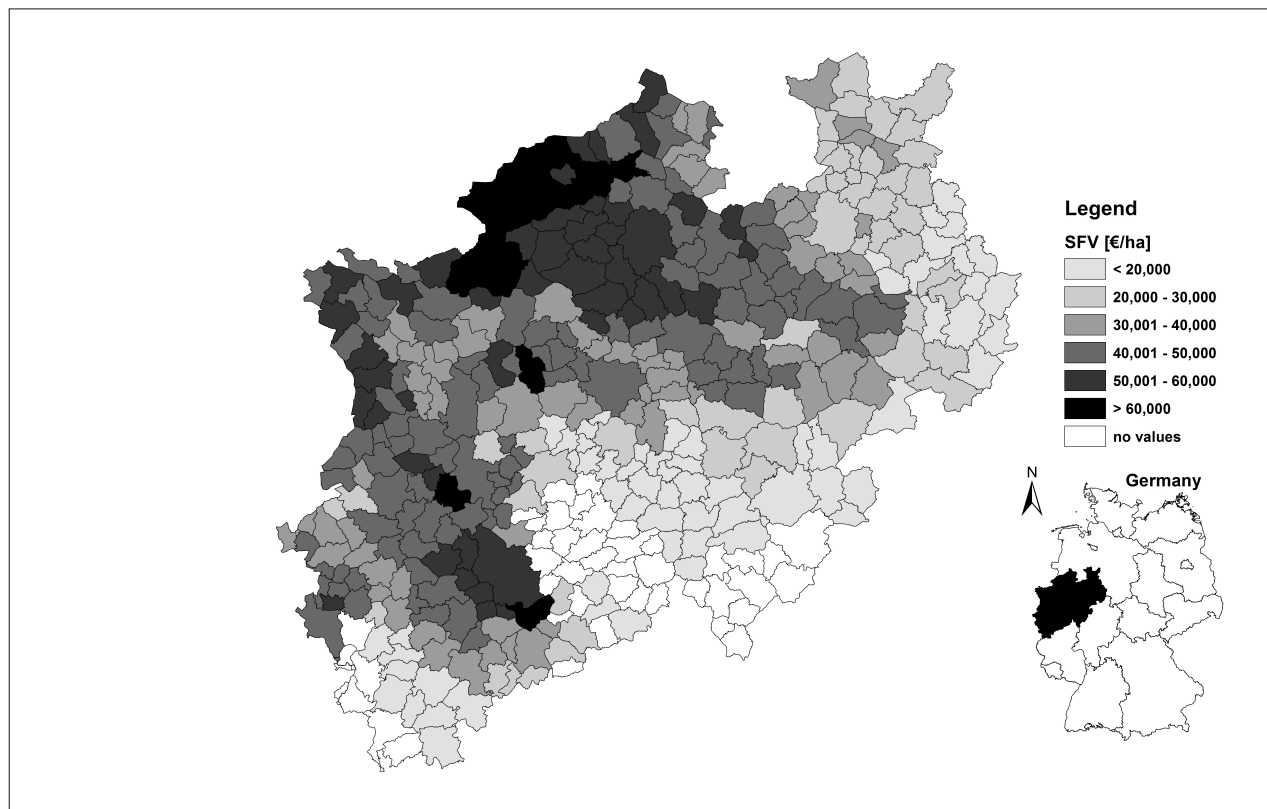 Legend
SFV [€/ha]
< 20,000
20,000 - 30,000
30,001 - 40,000
40,001 - 50,000
50,001 - 60,000
> 60,000
no values
N
Germany